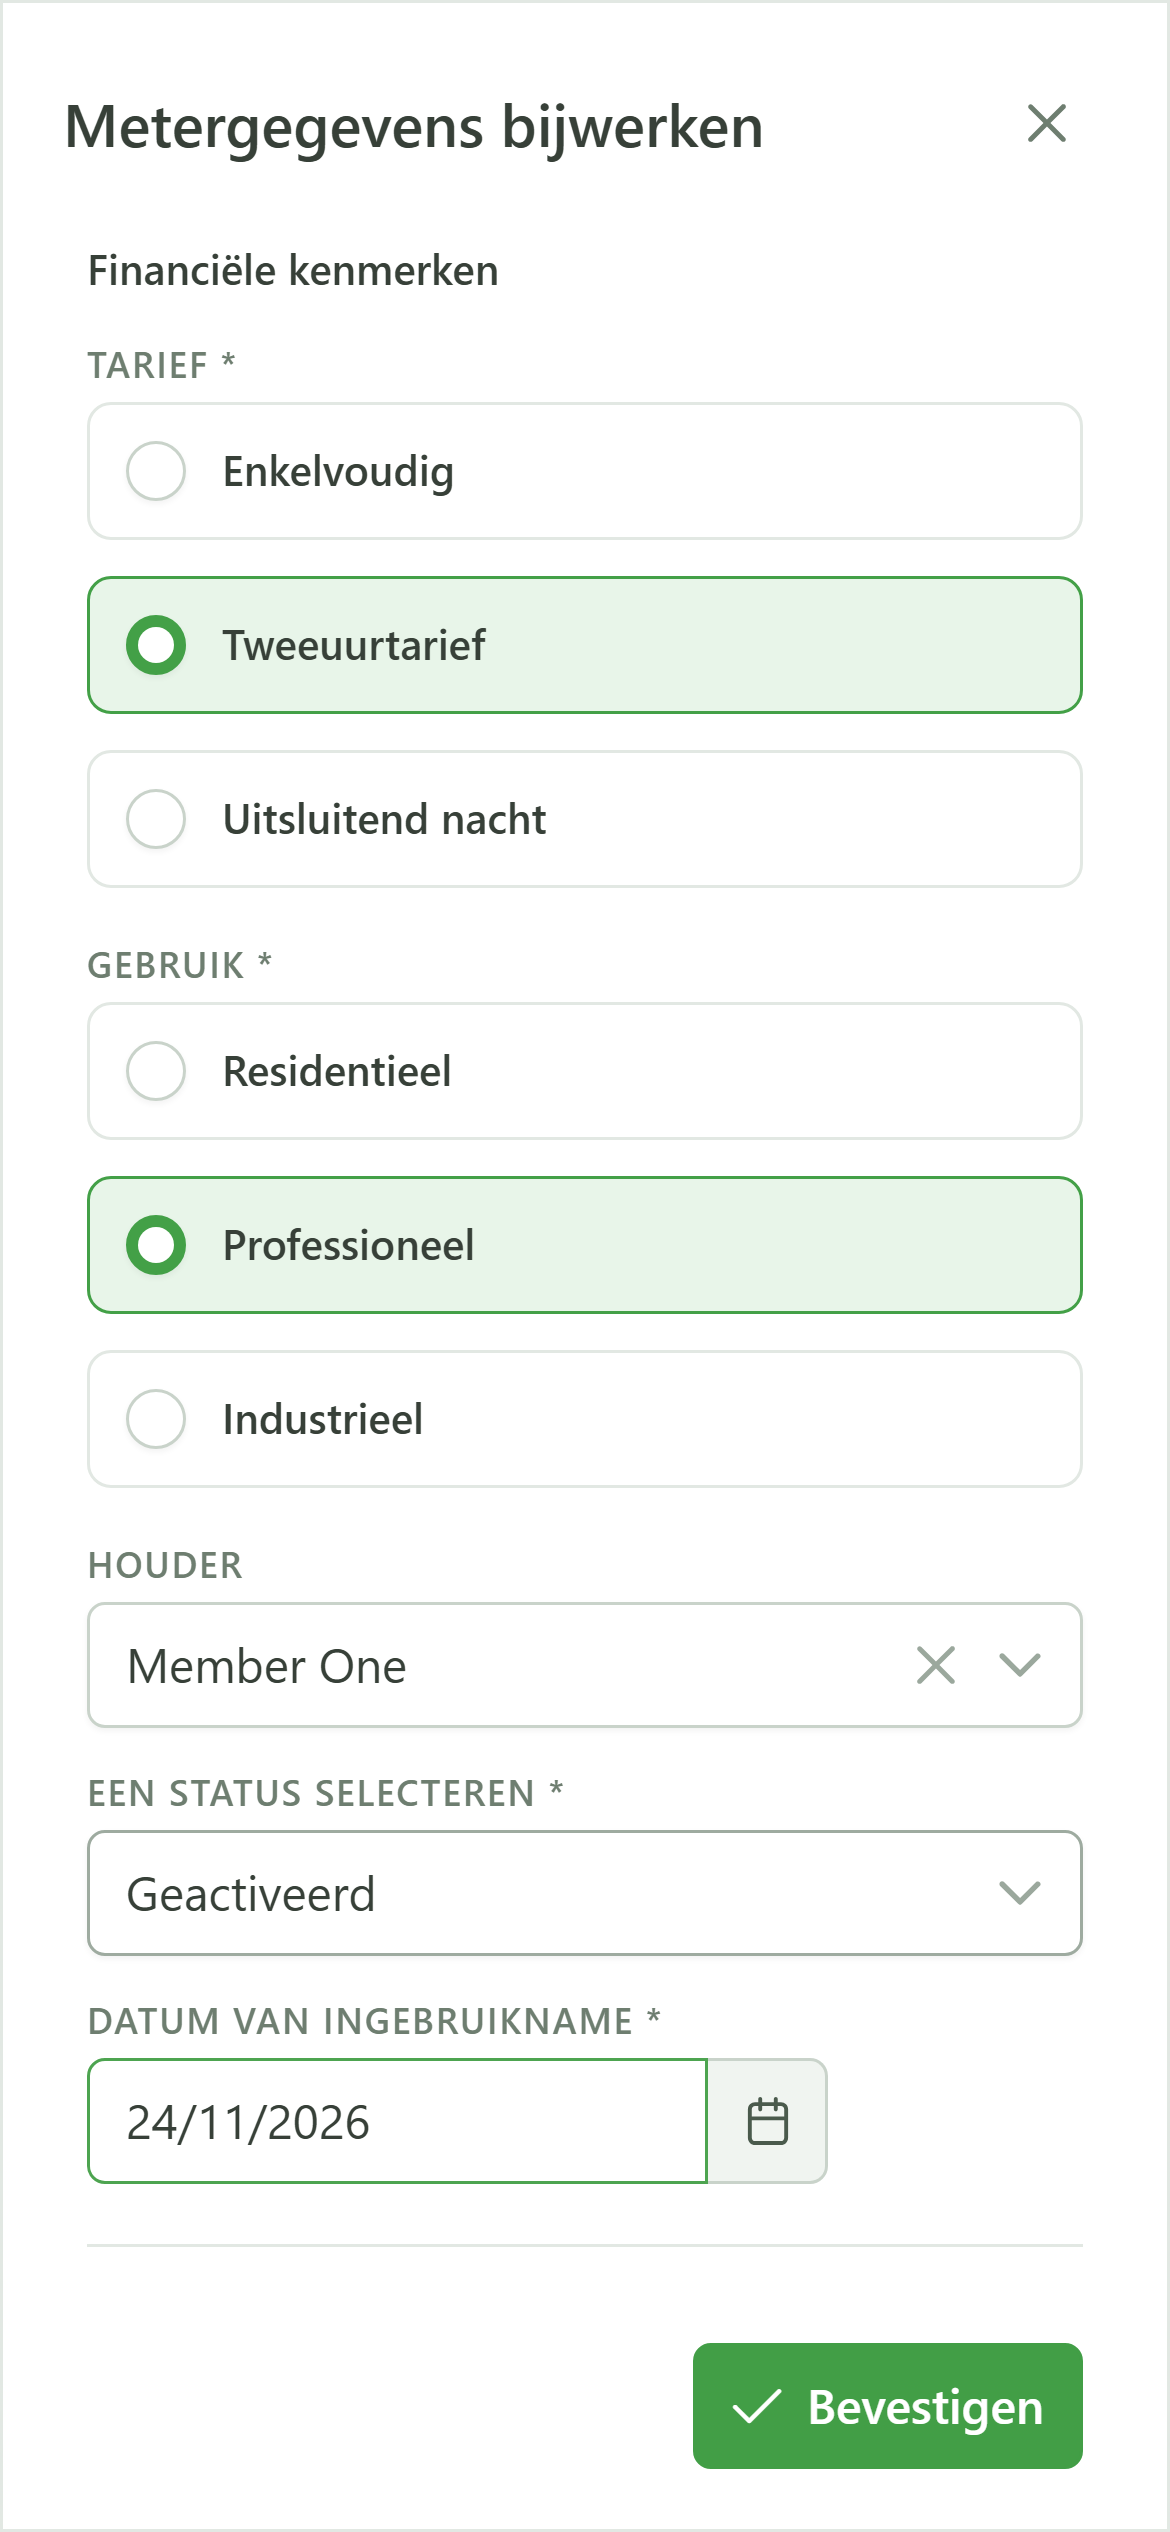 Metergegevens bijwerken
Financiële kenmerken
TARIEF *
Enkelvoudig
Tweeuurtarief
Uitsluitend nacht
GEBRUIK *
Residentieel
Professioneel
Industrieel
HOUDER
Member One
EEN STATUS SELECTEREN *
Geactiveerd
DATUM VAN INGEBRUIKNAME *
24/11/2026
Bevestigen